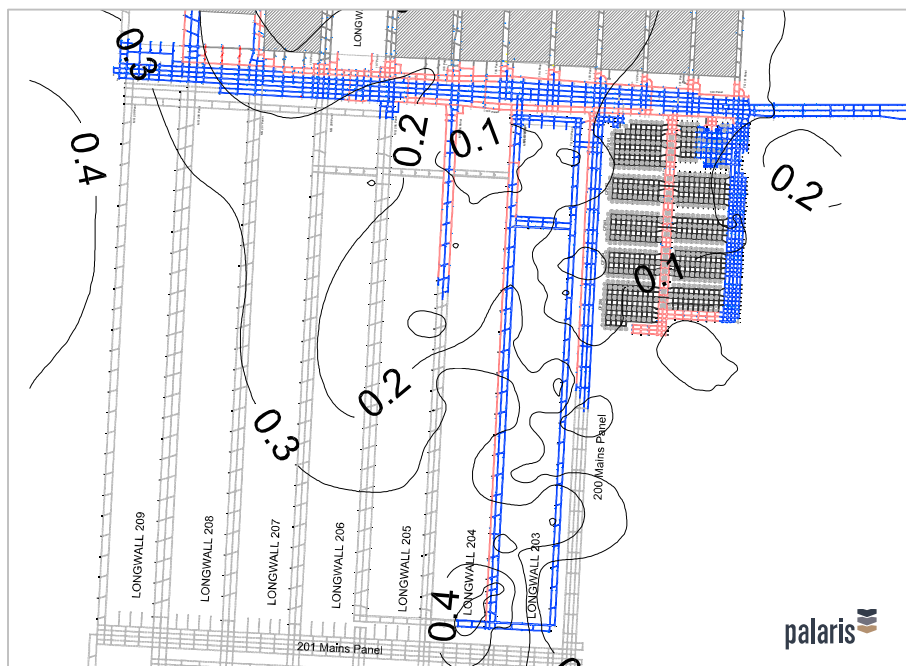 LONGW
0.3
0.2
0.1
0.4
0.2
0.1
0.2
0.3
200 Mains Panel
LONGWALL 209
LONGWALL 208
LONGWALL 207
LONGWALL 206
LONGWALL 205
LONGWALL 204
LONGWALL 203
0.4
201 Mains Panel
palaris